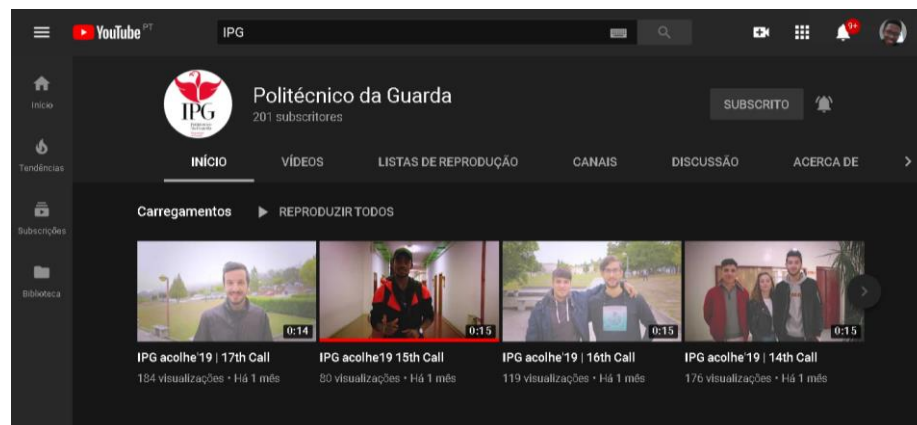 YouTube PT
IPG
9+
Início
Tendências
Subscrições
Biblioteca
IPG
Politécnico da Guarda
201 subscritores
SUBSCRITO
INÍCIO VÍDEOS LISTAS DE REPRODUÇÃO CANAIS DISCUSSÃO ACERCA DE
Carregamentos REPRODUZIR TODOS
0:14 0:15 0:15 0:15
IPG acolhe'19 | 17th Call
184 visualizações • Há 1 mês
IPG acolhe19 15th Call
80 visualizações • Há 1 mês
IPG acolhe'19 | 16th Call
119 visualizações • Há 1 mês
IPG acolhe'19 | 14th Call
176 visualizações • Há 1 mês